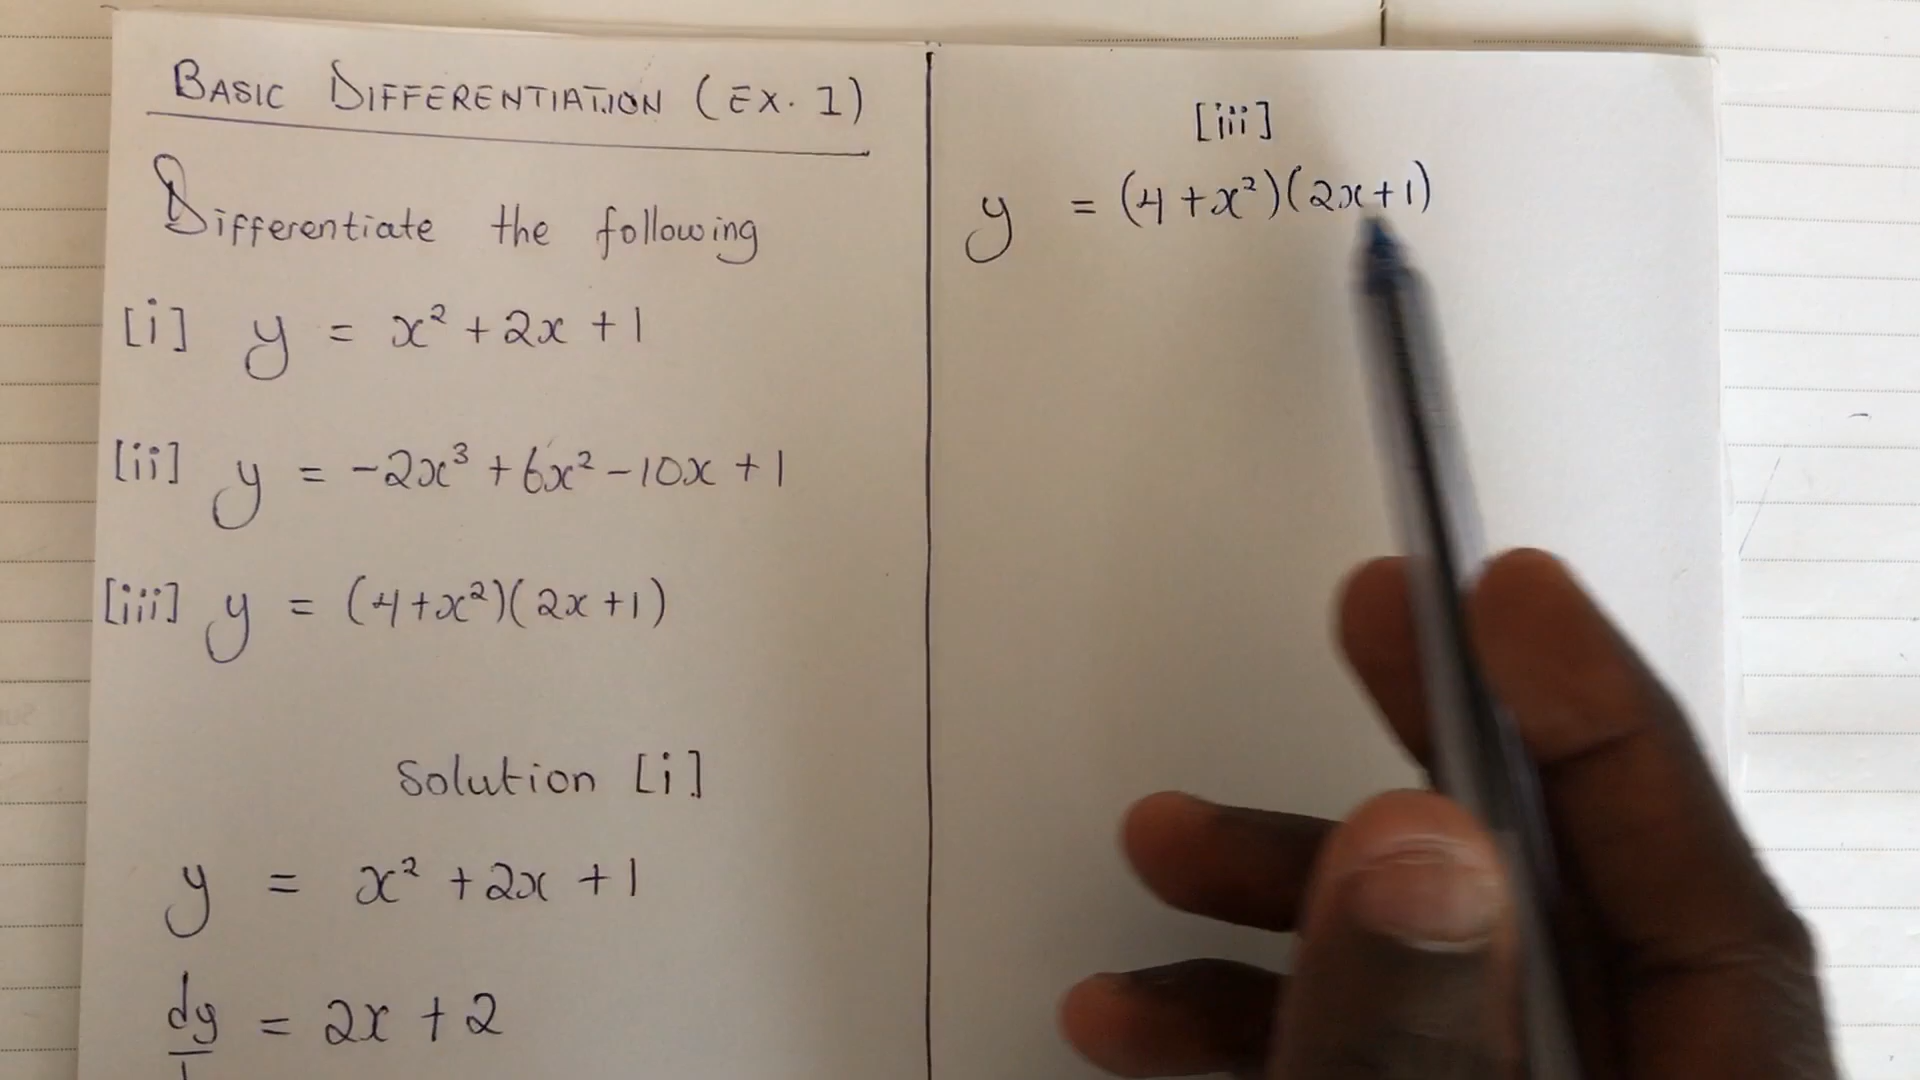 BASIC DIFFERENTIATION (EX. 1)
Differentiate the following
[i] y = x² + 2x + 1
[ii] y = -2x³ + 6x² - 10x + 1
[iii] y = (4 + x²)(2x + 1)
Solution [i]
y = x² + 2x + 1
dy = 2x + 2
[iii]
y = (4 + x²)(2x + 1)